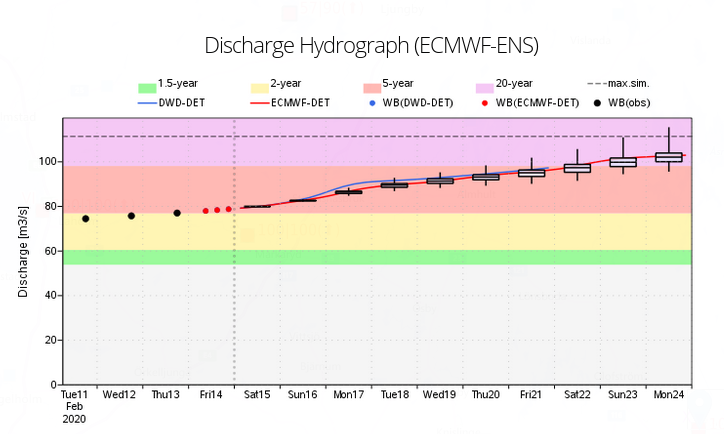 Discharge Hydrograph (ECMWF-ENS)
1.5-year 2-year 5-year 20-year max.sim.
DWD-DET ECMWF-DET WB(DWD-DET) WB(ECMWF-DET) WB(obs)
Discharge [m3/s]
100
80
60
40
20
0
Tue11 Wed12 Thu13 Fri14 Sat15 Sun16 Mon17 Tue18 Wed19 Thu20 Fri21 Sat22 Sun23 Mon24
Feb
2020